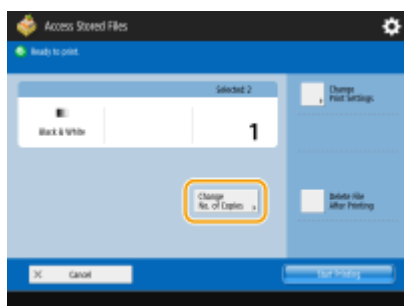 Access Stored Files
Ready to print.
Selected: 2
Black & White
1
Change
No. of Copies
Change
Print Settings
Delete File
After Printing
Cancel
Start Printing